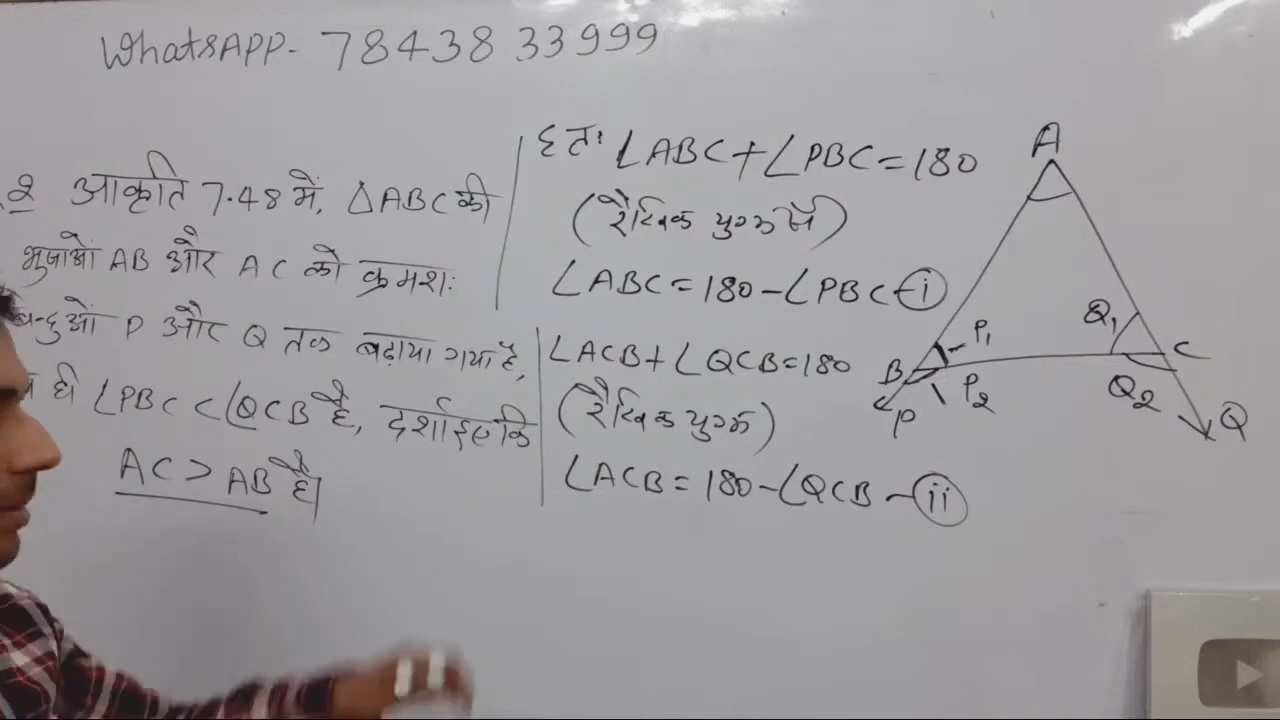 WhatsAPP - 78438 33999
2 आकृति 7.48 में, △ABC की
भुजाओं AB और AC को क्रमशः
बिन्दुओं P और Q तक बढ़ाया गया है,
ही ∠PBC < ∠QCB है, दर्शाइए कि
AC > AB है।
हलः ∠ABC + ∠PBC = 180
(रैखिक युग्म से)
∠ABC = 180 - ∠PBC - i
∠ACB + ∠QCB = 180
(रैखिक युग्म)
∠ACB = 180 - ∠QCB - ii
A
P1
Q1
B
C
P
P2
Q2
Q